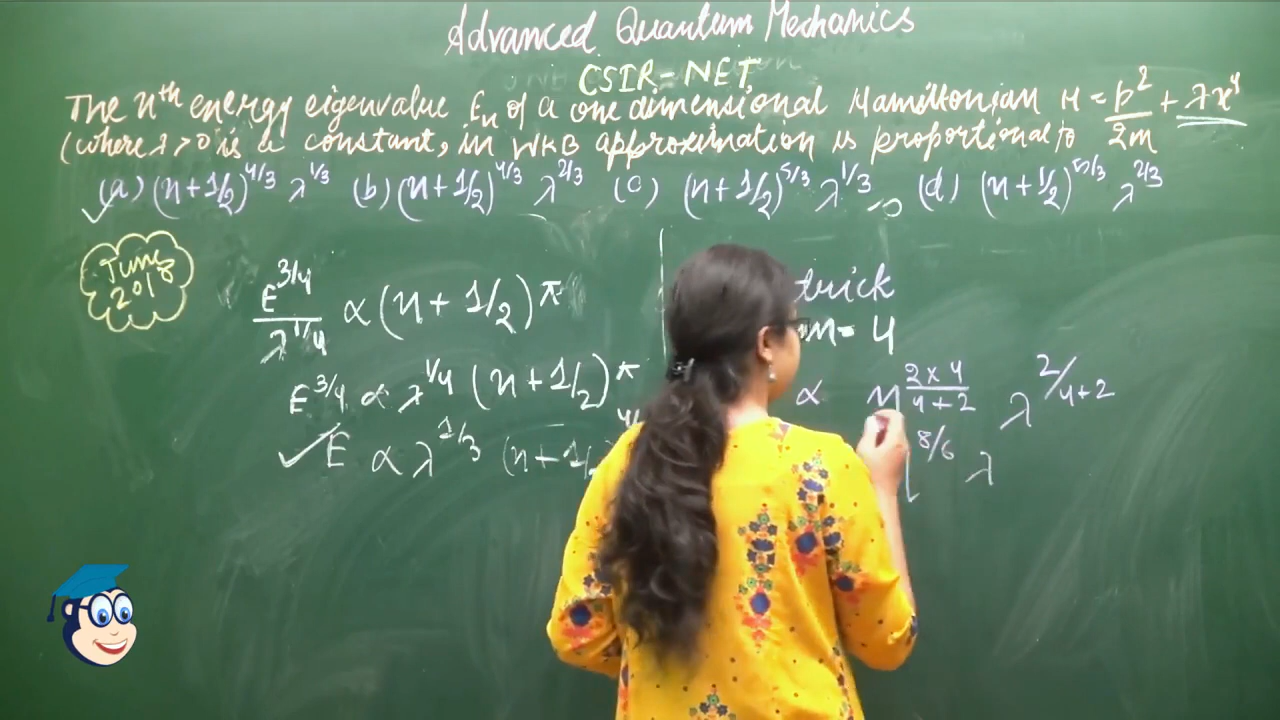 Advanced Quantum Mechanics
CSIR-NET
The nth energy eigenvalue En of a one dimensional Hamiltonian H = p²/2m + λx⁴
(where λ>0 is a constant, in WKB approximation is proportional to
(a) (n+1/2)^4/3 λ^1/3 (b) (n+1/2)^4/3 λ^2/3 (c) (n+1/2)^5/3 λ^1/3 (d) (n+1/2)^5/3 λ^2/3
June
2018
E^3/4 / λ^1/4 ∝ (n+1/2)π
E^3/4 ∝ λ^1/4 (n+1/2)π
E ∝ λ^1/3 (n+1/
trick
m=4
∝ n^(2×4/4+2) λ^2/4+2
8/6 λ